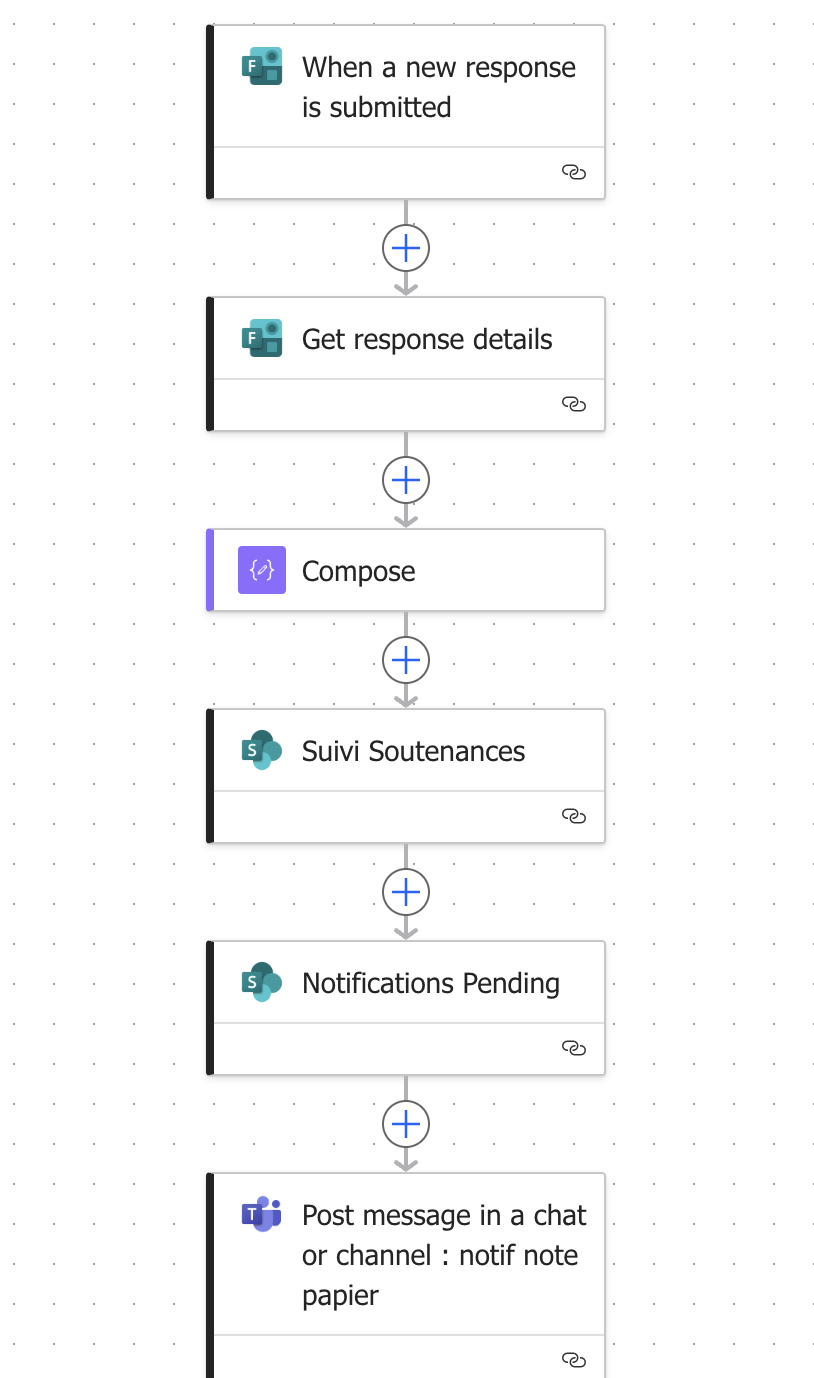 F
When a new response
is submitted
F
Get response details
Compose
S
Suivi Soutenances
S
Notifications Pending
T
Post message in a chat
or channel : notif note
papier